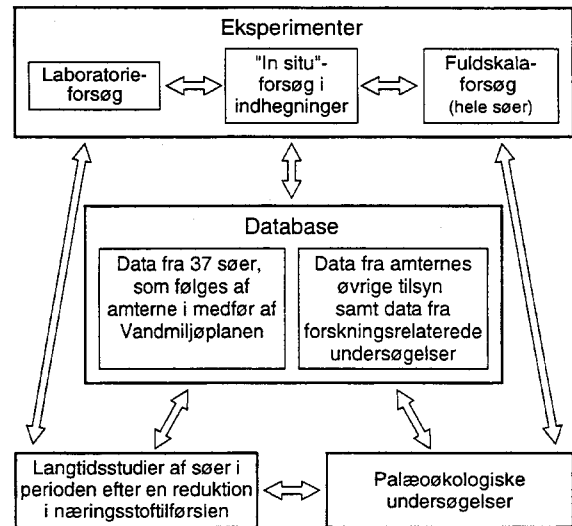 Eksperimenter
Laboratorie-
forsøg
"In situ"-
forsøg i
indhegninger
Fuldskala-
forsøg
(hele søer)
Database
Data fra 37 søer,
som følges af
amterne i medfør af
Vandmiljøplanen
Data fra amternes
øvrige tilsyn
samt data fra
forskningsrelaterede
undersøgelser
Langtidsstudier af søer i
perioden efter en reduktion
i næringsstoftilførslen
Palæoøkologiske
undersøgelser